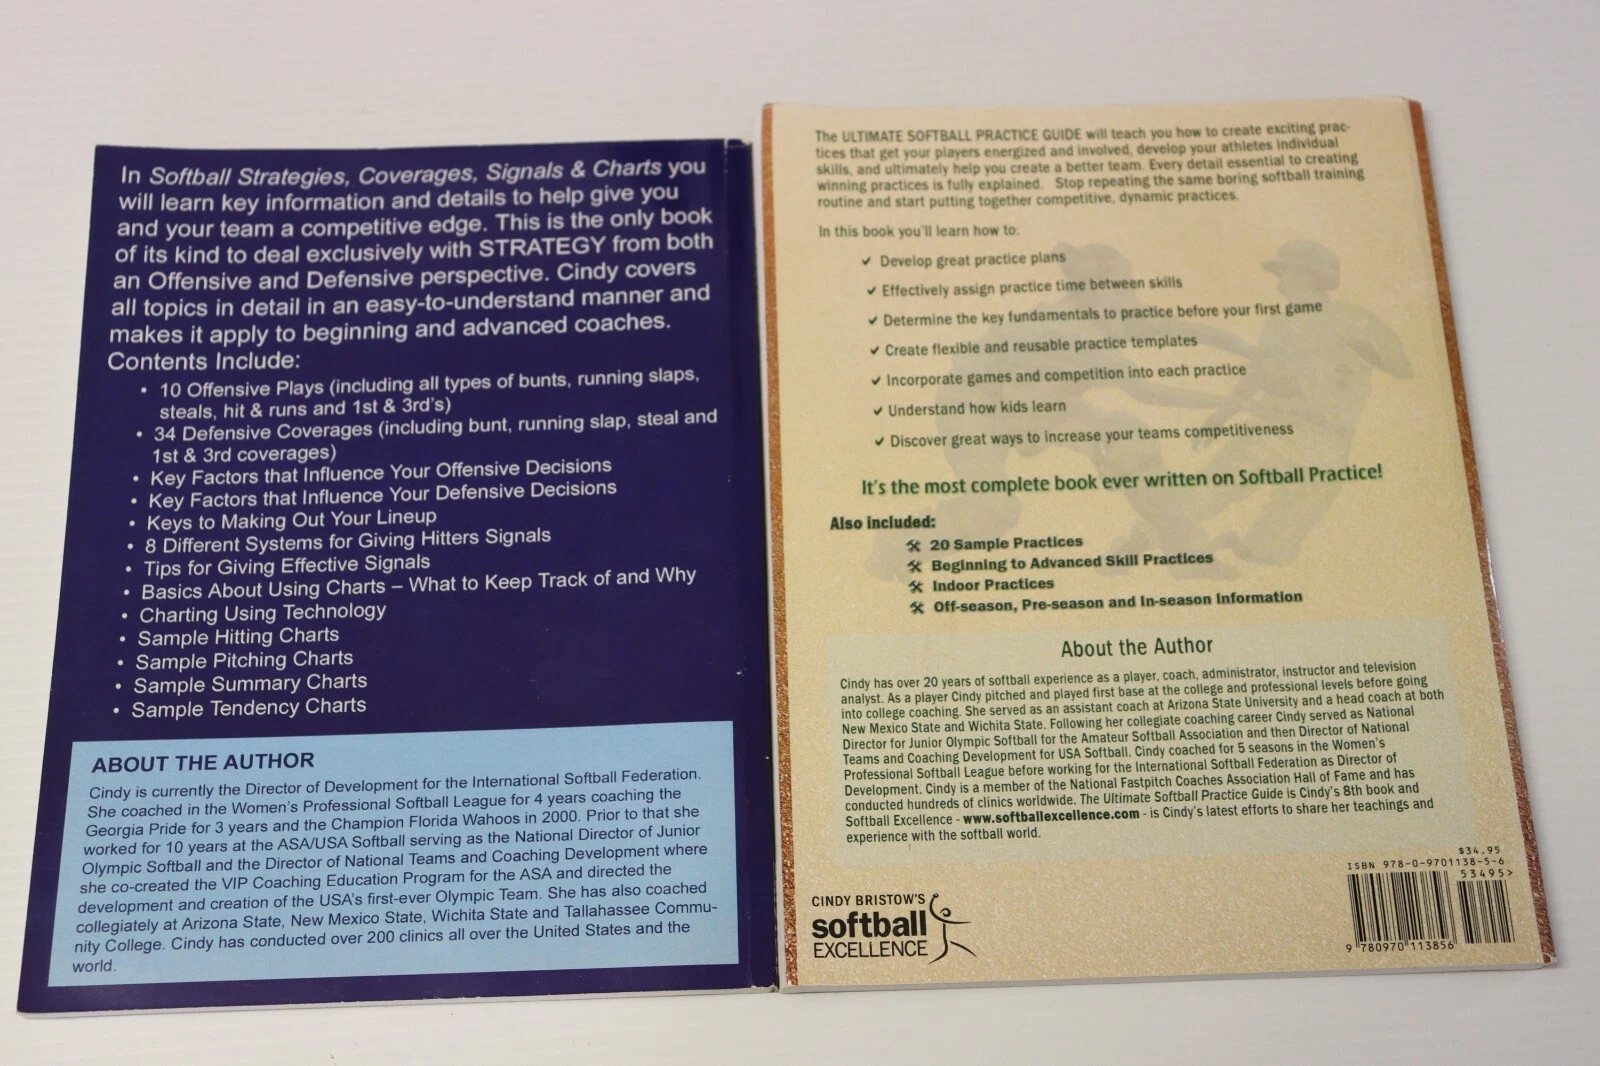 In Softball Strategies, Coverages, Signals & Charts you
will learn key information and details to help give you
and your team a competitive edge. This is the only book
of its kind to deal exclusively with STRATEGY from both
an Offensive and Defensive perspective. Cindy covers
all topics in detail in an easy-to-understand manner and
makes it apply to beginning and advanced coaches.
Contents Include:
• 10 Offensive Plays (including all types of bunts, running slaps,
steals, hit & runs and 1st & 3rd's)
• 34 Defensive Coverages (including bunt, running slap, steal and
1st & 3rd coverages)
• Key Factors that Influence Your Offensive Decisions
• Key Factors that Influence Your Defensive Decisions
• Keys to Making Out Your Lineup
• 8 Different Systems for Giving Hitters Signals
• Tips for Giving Effective Signals
• Basics About Using Charts – What to Keep Track of and Why
• Charting Using Technology
• Sample Hitting Charts
• Sample Pitching Charts
• Sample Summary Charts
• Sample Tendency Charts
ABOUT THE AUTHOR
Cindy is currently the Director of Development for the International Softball Federation.
She coached in the Women's Professional Softball League for 4 years coaching the
Georgia Pride for 3 years and the Champion Florida Wahoos in 2000. Prior to that she
worked for 10 years at the ASA/USA Softball serving as the National Director of Junior
Olympic Softball and the Director of National Teams and Coaching Development where
she co-created the VIP Coaching Education Program for the ASA and directed the
development and creation of the USA's first-ever Olympic Team. She has also coached
collegiately at Arizona State, New Mexico State, Wichita State and Tallahassee Commu-
nity College. Cindy has conducted over 200 clinics all over the United States and the
world.
The ULTIMATE SOFTBALL PRACTICE GUIDE will teach you how to create exciting prac-
tices that get your players energized and involved, develop your athletes individual
skills, and ultimately help you create a better team. Every detail essential to creating
winning practices is fully explained. Stop repeating the same boring softball training
routine and start putting together competitive, dynamic practices.
In this book you'll learn how to:
✔ Develop great practice plans
✔ Effectively assign practice time between skills
✔ Determine the key fundamentals to practice before your first game
✔ Create flexible and reusable practice templates
✔ Incorporate games and competition into each practice
✔ Understand how kids learn
✔ Discover great ways to increase your teams competitiveness
It's the most complete book ever written on Softball Practice!
Also included:
20 Sample Practices
Beginning to Advanced Skill Practices
Indoor Practices
Off-season, Pre-season and In-season Information
About the Author
Cindy has over 20 years of softball experience as a player, coach, administrator, instructor and television
analyst. As a player Cindy pitched and played first base at the college and professional levels before going
into college coaching. She served as an assistant coach at Arizona State University and a head coach at both
New Mexico State and Wichita State. Following her collegiate coaching career Cindy served as National
Director for Junior Olympic Softball for the Amateur Softball Association and then Director of National
Teams and Coaching Development for USA Softball. Cindy coached for 5 seasons in the Women's
Professional Softball League before working for the International Softball Federation as Director of
Development. Cindy is a member of the National Fastpitch Coaches Association Hall of Fame and has
conducted hundreds of clinics worldwide. The Ultimate Softball Practice Guide is Cindy's 8th book and
Softball Excellence - www.softballexcellence.com - is Cindy's latest efforts to share her teachings and
experience with the softball world.
$34.95
ISBN 978-0-9701138-5-6
53495>
9 780970 113856
CINDY BRISTOW'S
softball
EXCELLENCE